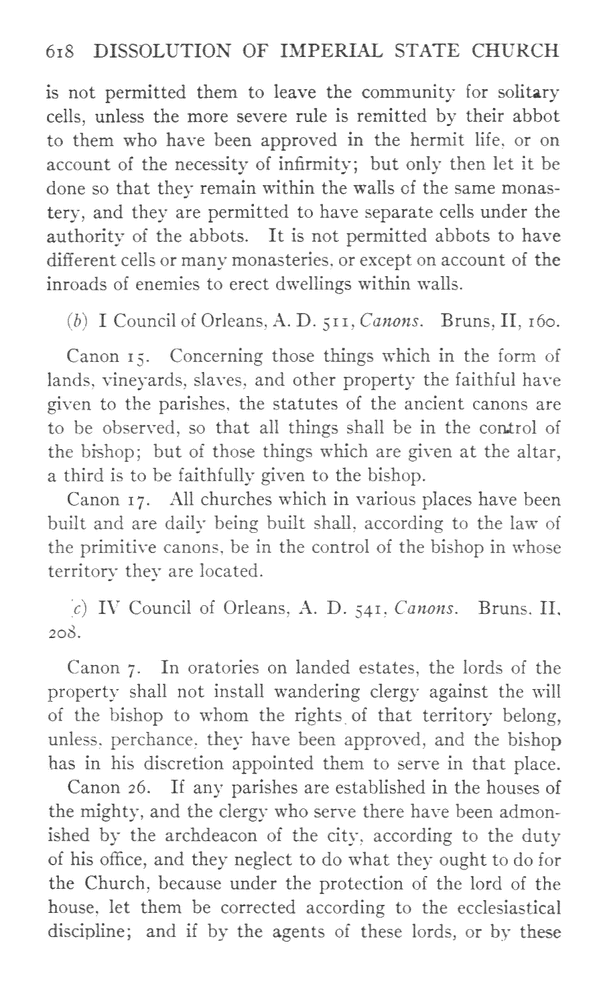 618 DISSOLUTION OF IMPERIAL STATE CHURCH
is not permitted them to leave the community for solitary
cells, unless the more severe rule is remitted by their abbot
to them who have been approved in the hermit life, or on
account of the necessity of infirmity; but only then let it be
done so that they remain within the walls of the same monas-
tery, and they are permitted to have separate cells under the
authority of the abbots. It is not permitted abbots to have
different cells or many monasteries, or except on account of the
inroads of enemies to erect dwellings within walls.
(b) I Council of Orleans, A. D. 511, Canons. Bruns, II, 160.
Canon 15. Concerning those things which in the form of
lands, vineyards, slaves, and other property the faithful have
given to the parishes, the statutes of the ancient canons are
to be observed, so that all things shall be in the control of
the bishop; but of those things which are given at the altar,
a third is to be faithfully given to the bishop.
Canon 17. All churches which in various places have been
built and are daily being built shall, according to the law of
the primitive canons, be in the control of the bishop in whose
territory they are located.
(c) IV Council of Orleans, A. D. 541, Canons. Bruns. II,
208.
Canon 7. In oratories on landed estates, the lords of the
property shall not install wandering clergy against the will
of the bishop to whom the rights of that territory belong,
unless, perchance, they have been approved, and the bishop
has in his discretion appointed them to serve in that place.
Canon 26. If any parishes are established in the houses of
the mighty, and the clergy who serve there have been admon-
ished by the archdeacon of the city, according to the duty
of his office, and they neglect to do what they ought to do for
the Church, because under the protection of the lord of the
house, let them be corrected according to the ecclesiastical
discipline; and if by the agents of these lords, or by these